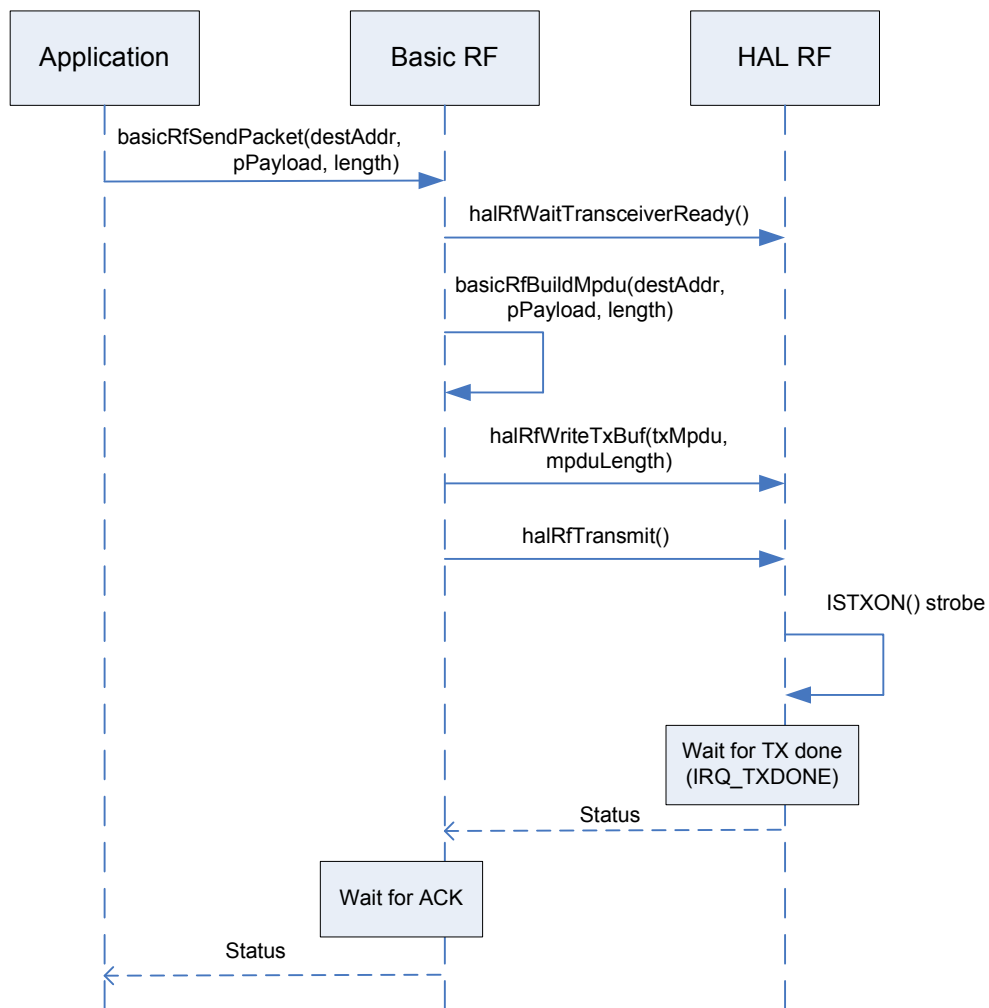 Application
Basic RF
HAL RF
basicRfSendPacket(destAddr,
pPayload, length)
halRfWaitTransceiverReady()
basicRfBuildMpdu(destAddr,
pPayload, length)
halRfWriteTxBuf(txMpdu,
mpduLength)
halRfTransmit()
ISTXON() strobe
Wait for TX done
(IRQ_TXDONE)
Status
Wait for ACK
Status